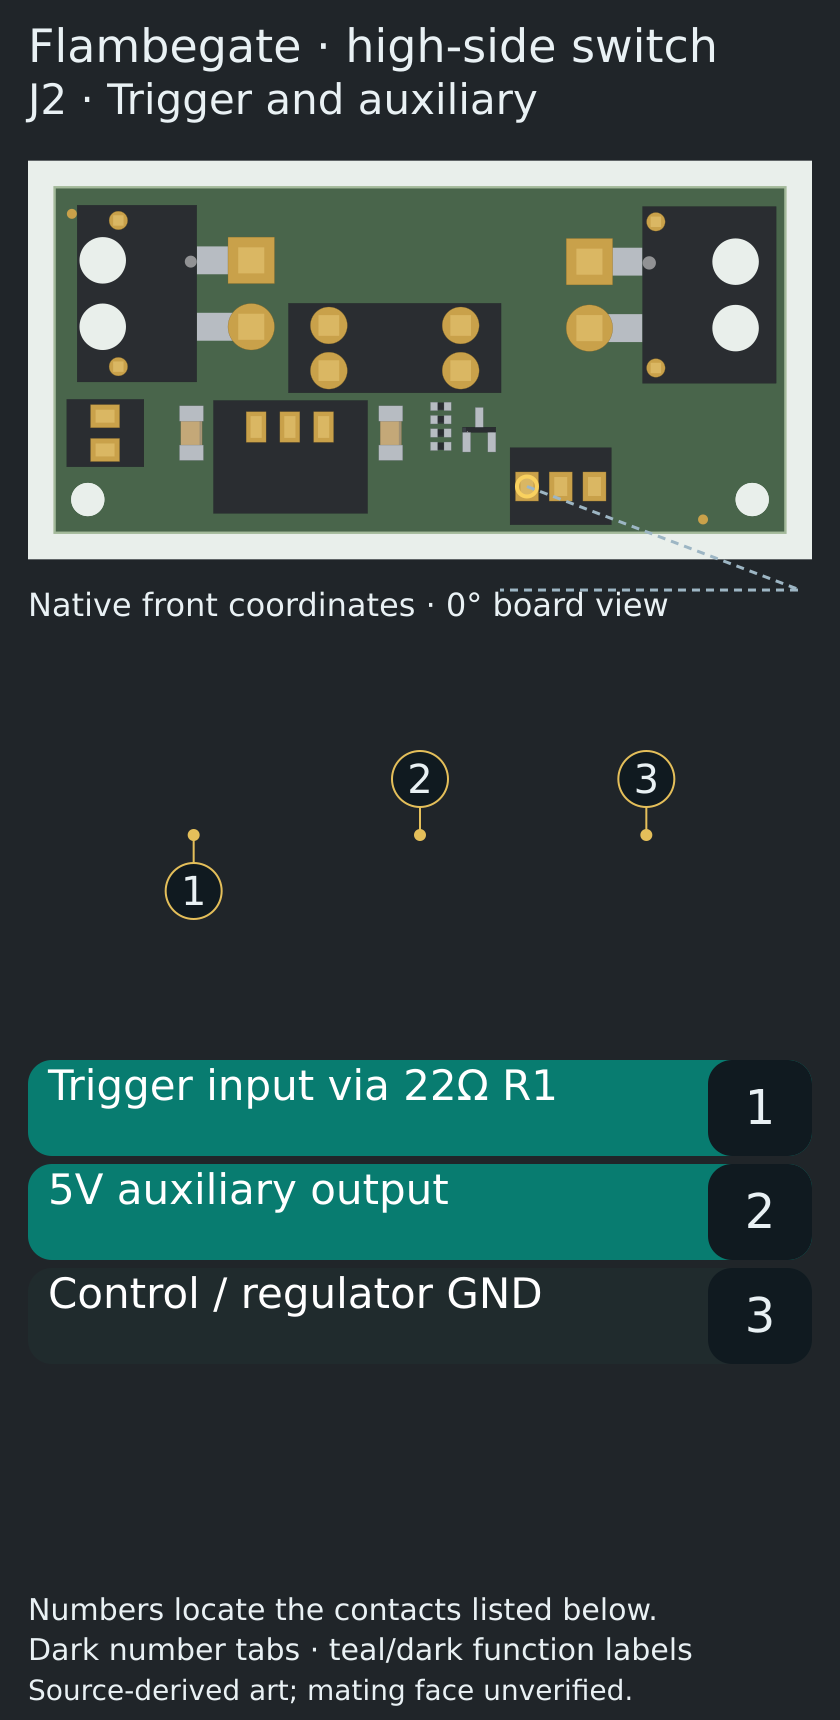 Flambegate · high-side switch
J2 · Trigger and auxiliary
Native front coordinates · 0° board view
2
3
1
Trigger input via 22Ω R1
1
5V auxiliary output
2
Control / regulator GND
3
Numbers locate the contacts listed below.
Dark number tabs · teal/dark function labels
Source-derived art; mating face unverified.